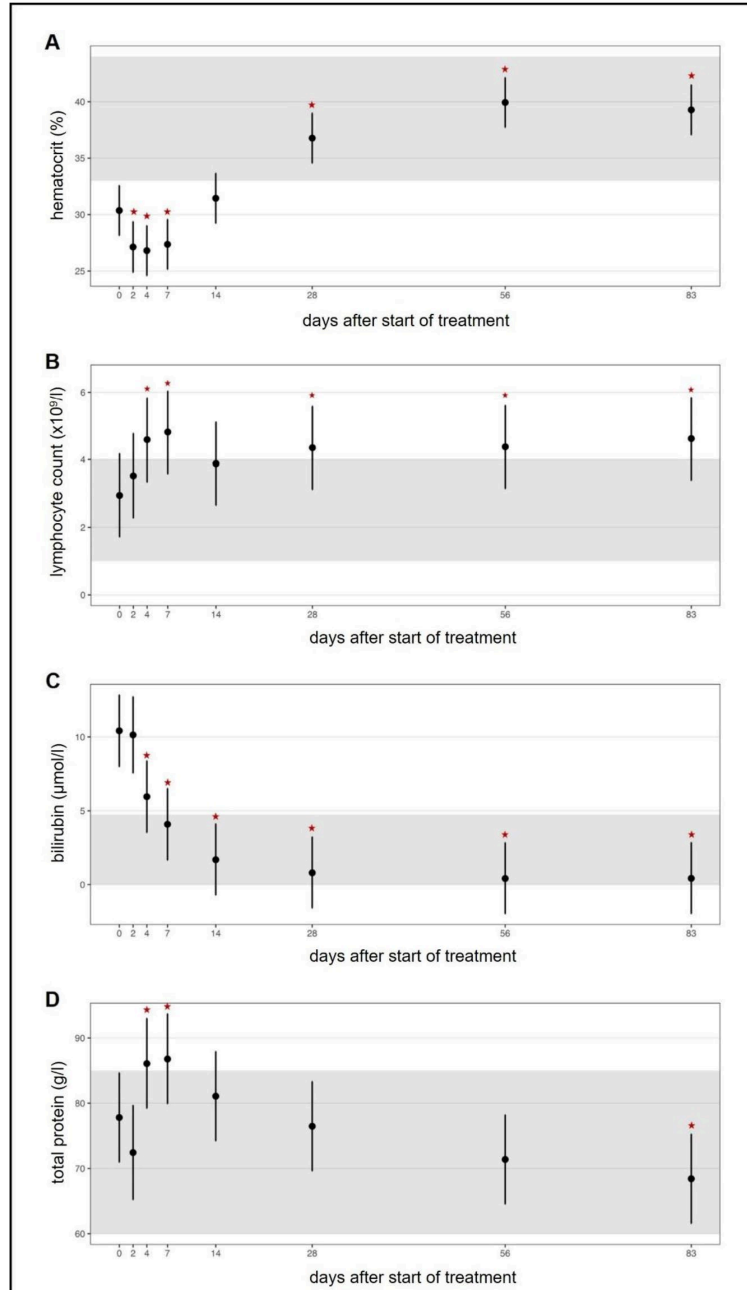 A
hematocrit (%)
40
35
30
25
0 2 4 7 14 28 56 83
days after start of treatment
B
lymphocyte count (x10⁹/l)
6
4
2
0
0 2 4 7 14 28 56 83
days after start of treatment
C
bilirubin (µmol/l)
10
5
0
0 2 4 7 14 28 56 83
days after start of treatment
D
total protein (g/l)
90
80
70
60
0 2 4 7 14 28 56 83
days after start of treatment